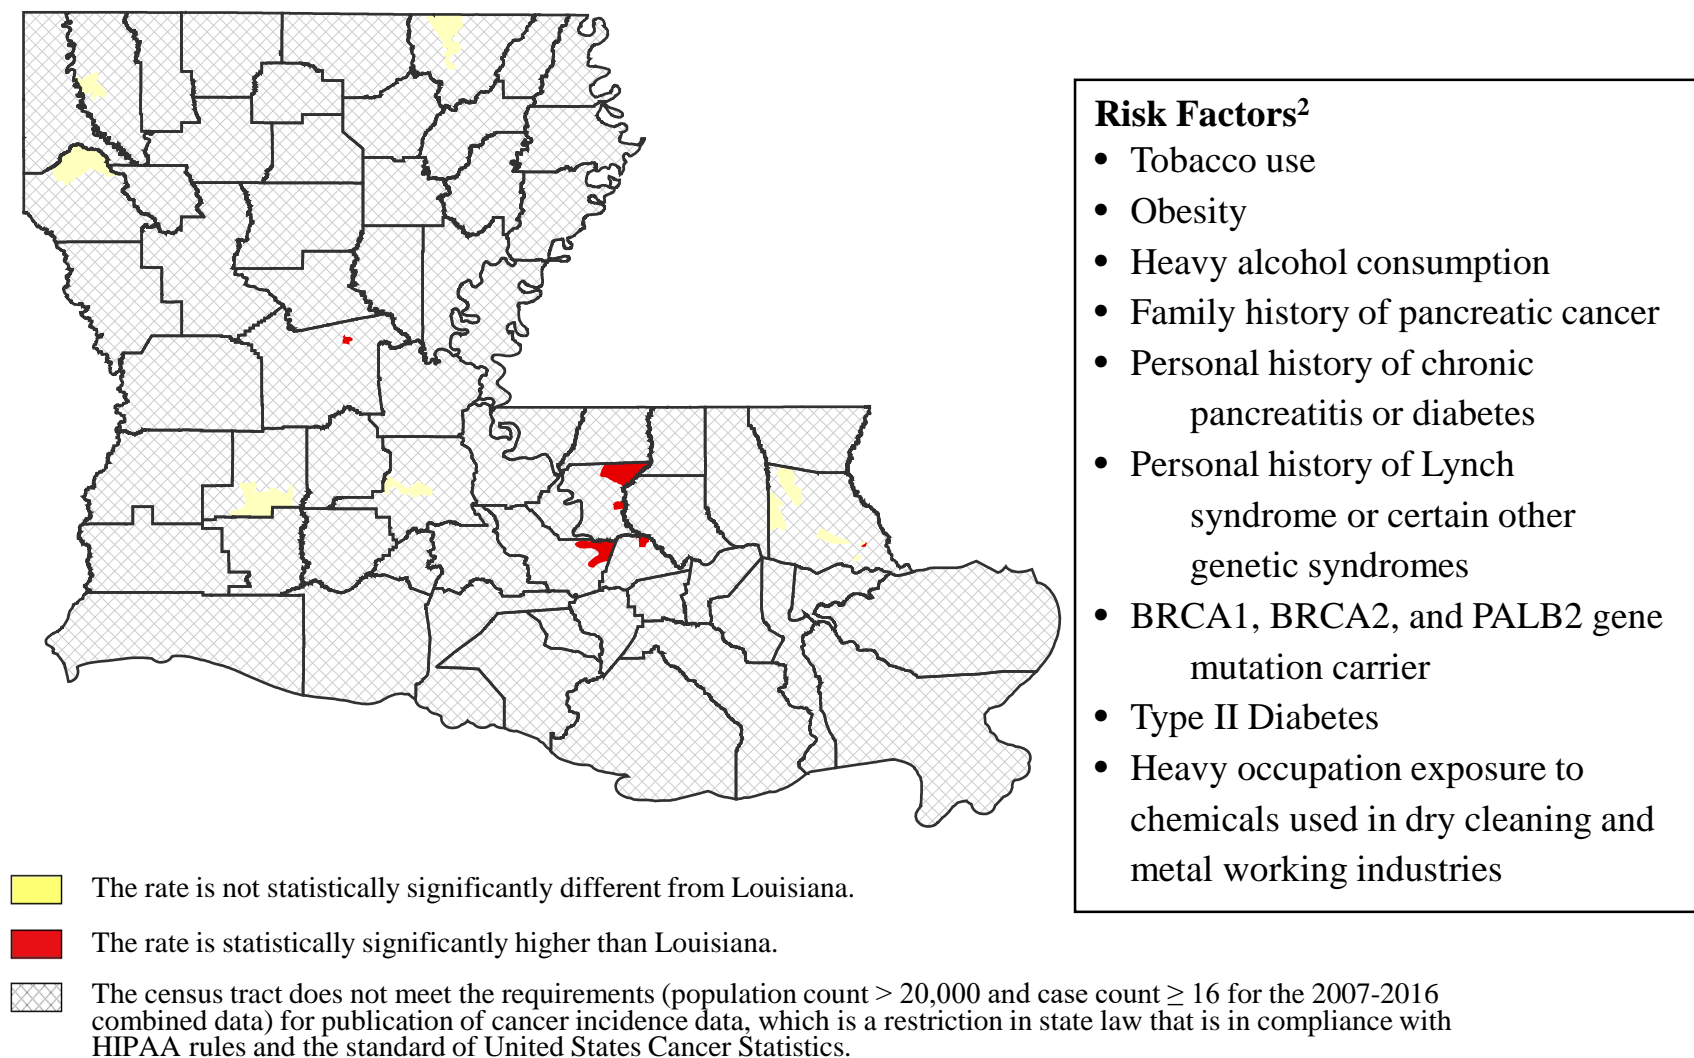 Risk Factors²
• Tobacco use
• Obesity
• Heavy alcohol consumption
• Family history of pancreatic cancer
• Personal history of chronic
pancreatitis or diabetes
• Personal history of Lynch
syndrome or certain other
genetic syndromes
• BRCA1, BRCA2, and PALB2 gene
mutation carrier
• Type II Diabetes
• Heavy occupation exposure to
chemicals used in dry cleaning and
metal working industries
The rate is not statistically significantly different from Louisiana.
The rate is statistically significantly higher than Louisiana.
The census tract does not meet the requirements (population count > 20,000 and case count ≥ 16 for the 2007-2016
combined data) for publication of cancer incidence data, which is a restriction in state law that is in compliance with
HIPAA rules and the standard of United States Cancer Statistics.